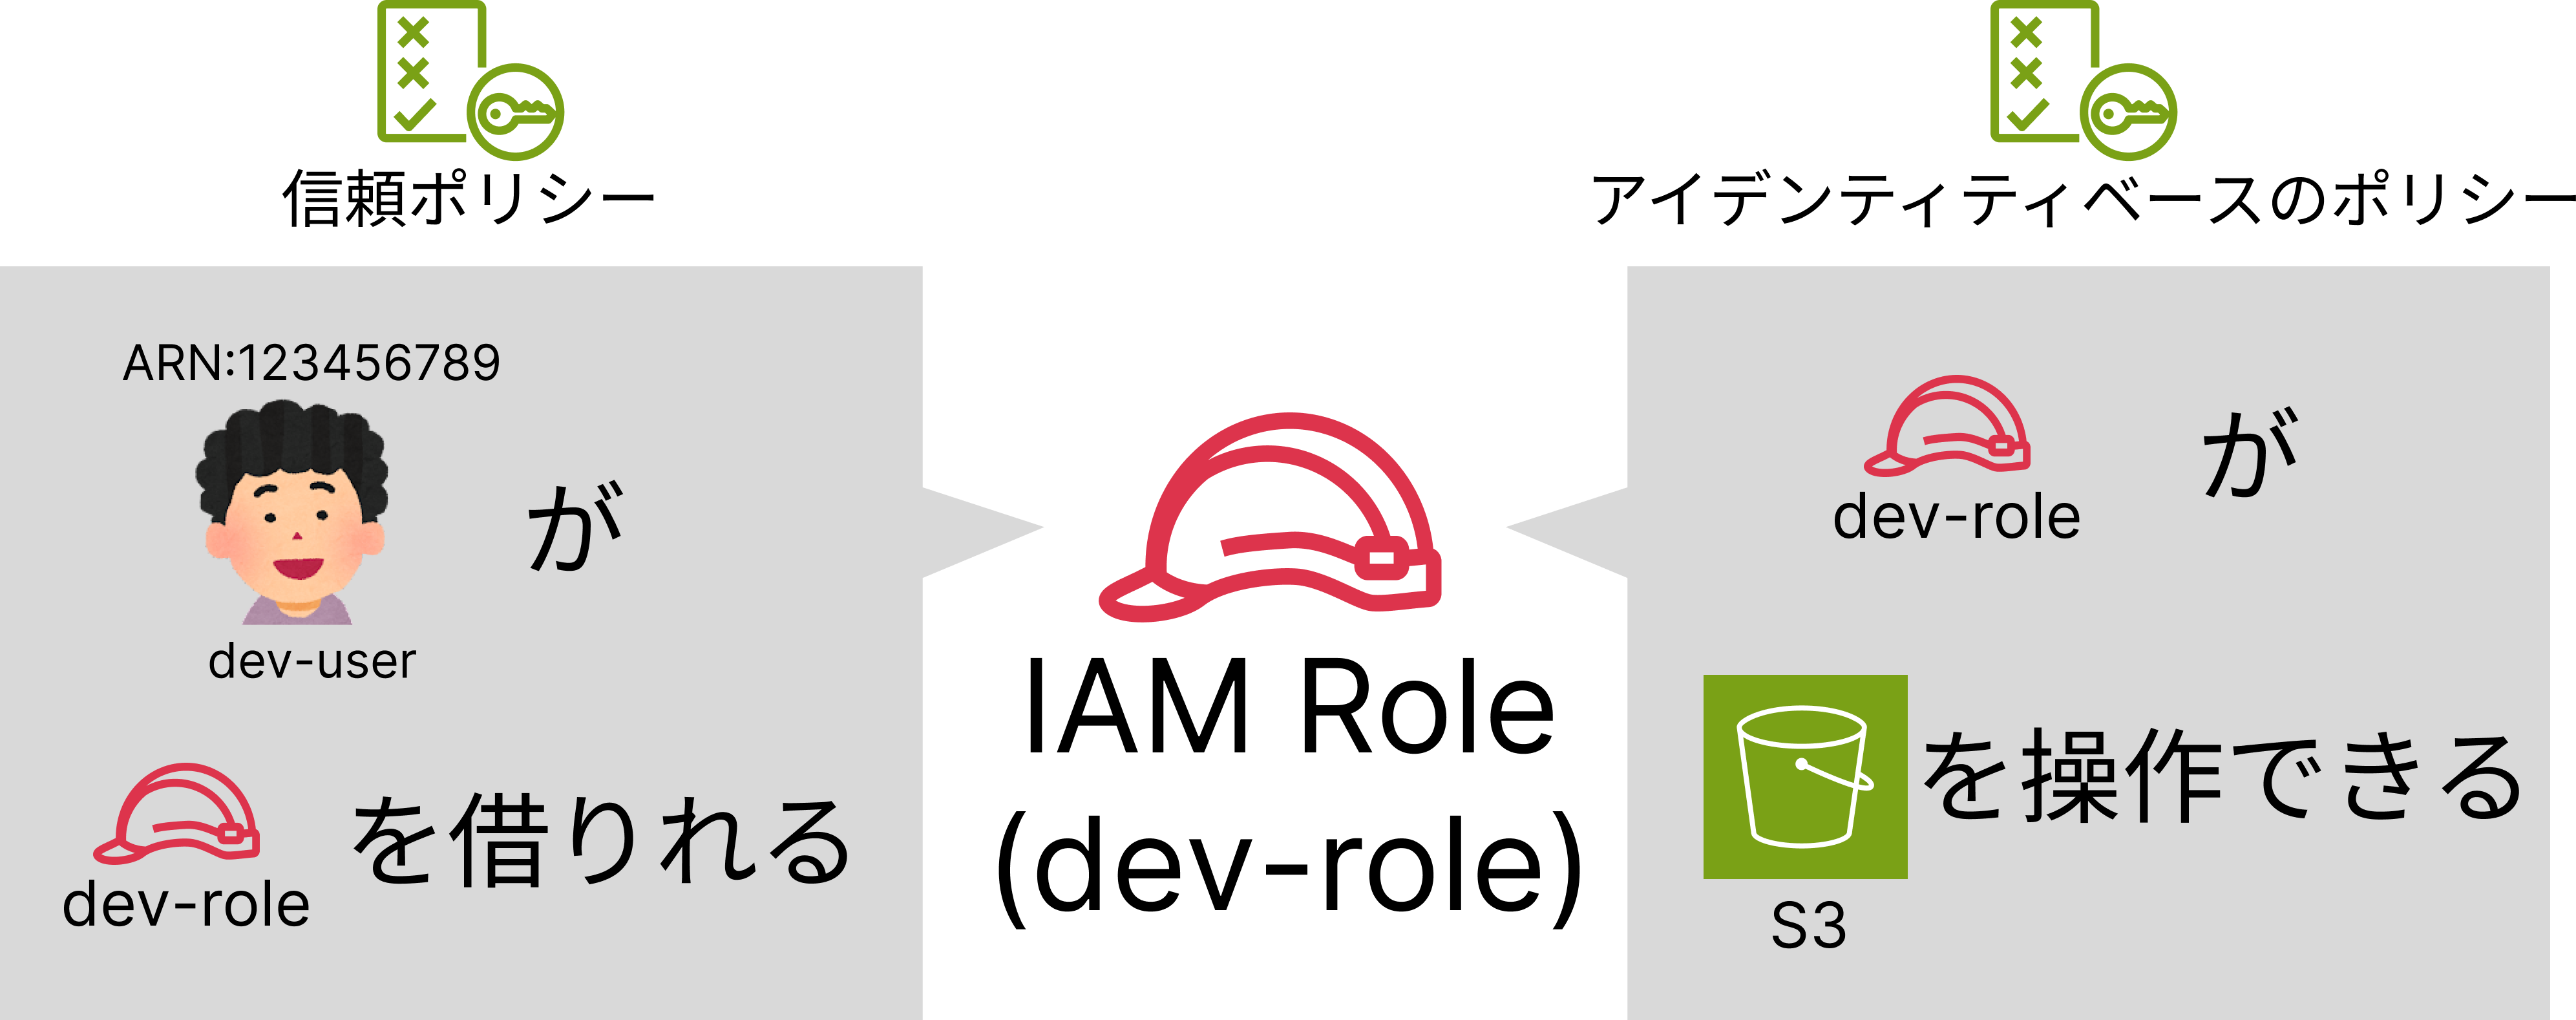 信頼ポリシー
アイデンティティベースのポリシー
ARN:123456789
が
dev-user
dev-role
を借りれる
IAM Role
(dev-role)
dev-role
が
を操作できる
S3